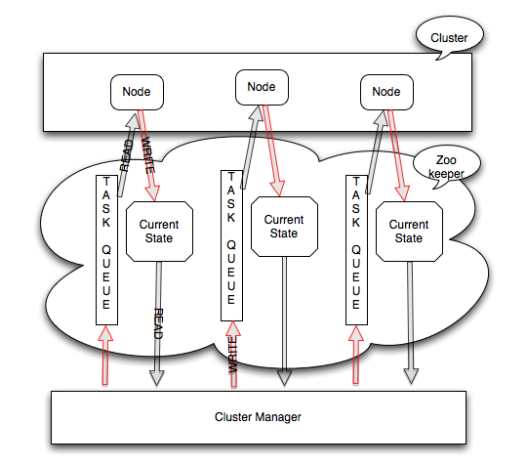 Cluster
Node
Node
Node
READ
WRITE
Zoo
keeper
TASK QUEUE
Current
State
TASK QUEUE
Current
State
TASK QUEUE
Current
State
READ
WRITE
Cluster Manager